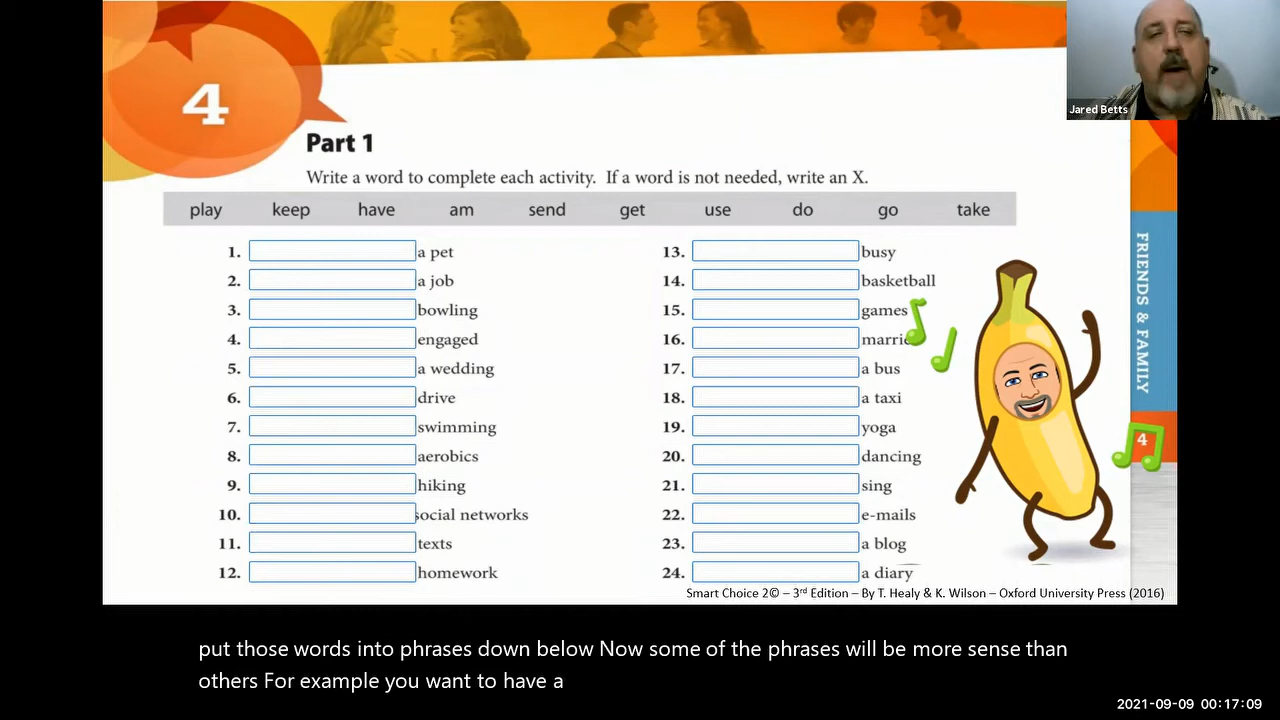 4
Jared Betts
Part 1
Write a word to complete each activity. If a word is not needed, write an X.
play keep have am send get use do go take
1. a pet
2. a job
3. bowling
4. engaged
5. a wedding
6. drive
7. swimming
8. aerobics
9. hiking
10. social networks
11. texts
12. homework
13. busy
14. basketball
15. games
16. marrie
17. a bus
18. a taxi
19. yoga
20. dancing
21. sing
22. e-mails
23. a blog
24. a diary
FRIENDS & FAMILY
4
Smart Choice 2© – 3rd Edition – By T. Healy & K. Wilson – Oxford University Press (2016)
put those words into phrases down below Now some of the phrases will be more sense than
others For example you want to have a
2021-09-09 00:17:09